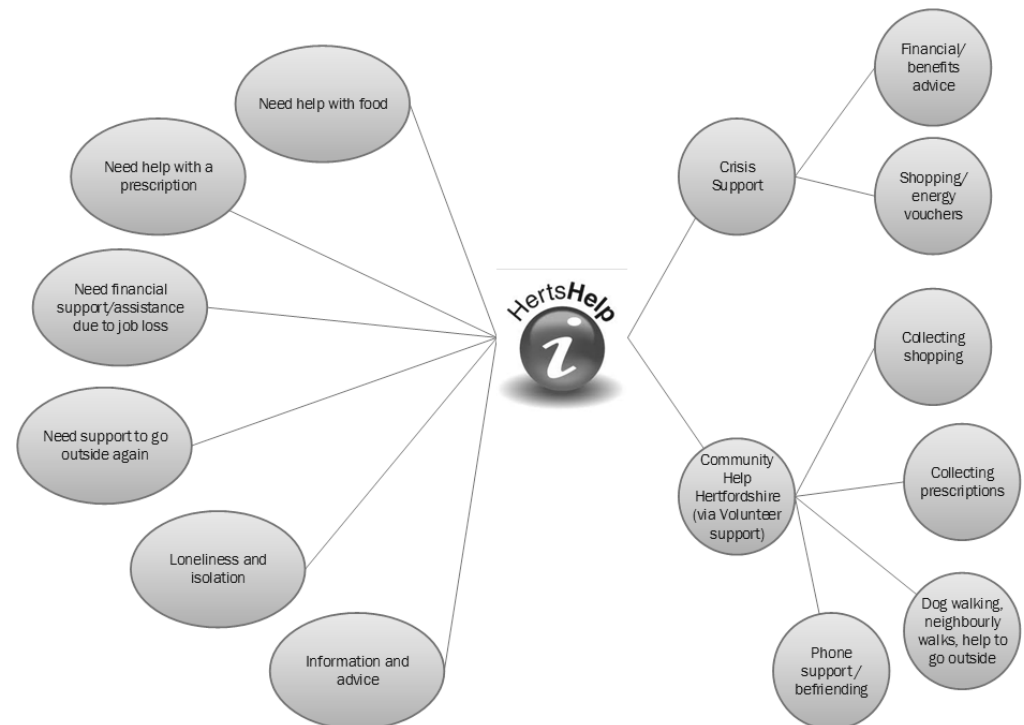 Need help with food
Need help with a
prescription
Need financial
support/assistance
due to job loss
Need support to go
outside again
Loneliness and
isolation
Information and
advice
HertsHelp
i
Crisis
Support
Financial/
benefits
advice
Shopping/
energy
vouchers
Community
Help
Hertfordshire
(via Volunteer
support)
Collecting
shopping
Collecting
prescriptions
Dog walking,
neighbourly
walks, help to
go outside
Phone
support /
befriending